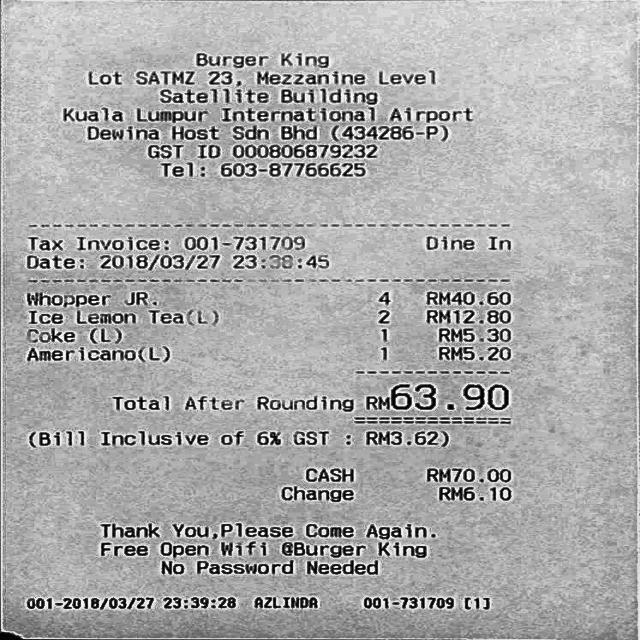 Burger King
Lot SATMZ 23, Mezzanine Level
Satellite Building
Kuala Lumpur International Airport
Dewina Host Sdn Bhd (434286-P)
GST ID 000806879232
Tel: 603-87766625
Tax Invoice: 001-731709 Dine In
Date: 2018/03/27 23:38:45
Whopper JR. 4 RM40.60
Ice Lemon Tea(L) 2 RM12.80
Coke (L) 1 RM5.30
Americano(L) 1 RM5.20
Total After Rounding RM63.90
(Bill Inclusive of 6% GST : RM3.62)
CASH RM70.00
Change RM6.10
Thank You,Please Come Again.
Free Open Wifi @Burger King
No Password Needed
001-2018/03/27 23:39:28 AZLINDA 001-731709 [1]